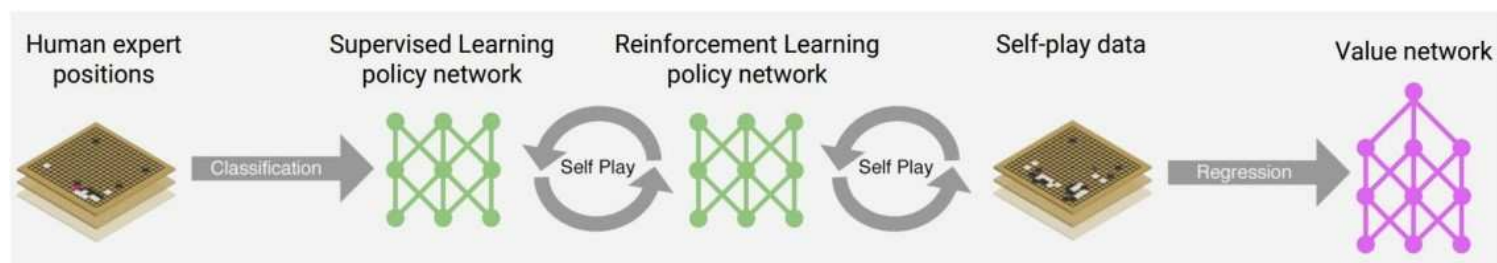 Human expert
positions
Supervised Learning
policy network
Reinforcement Learning
policy network
Self-play data
Value network
Classification
Self Play
Self Play
Regression